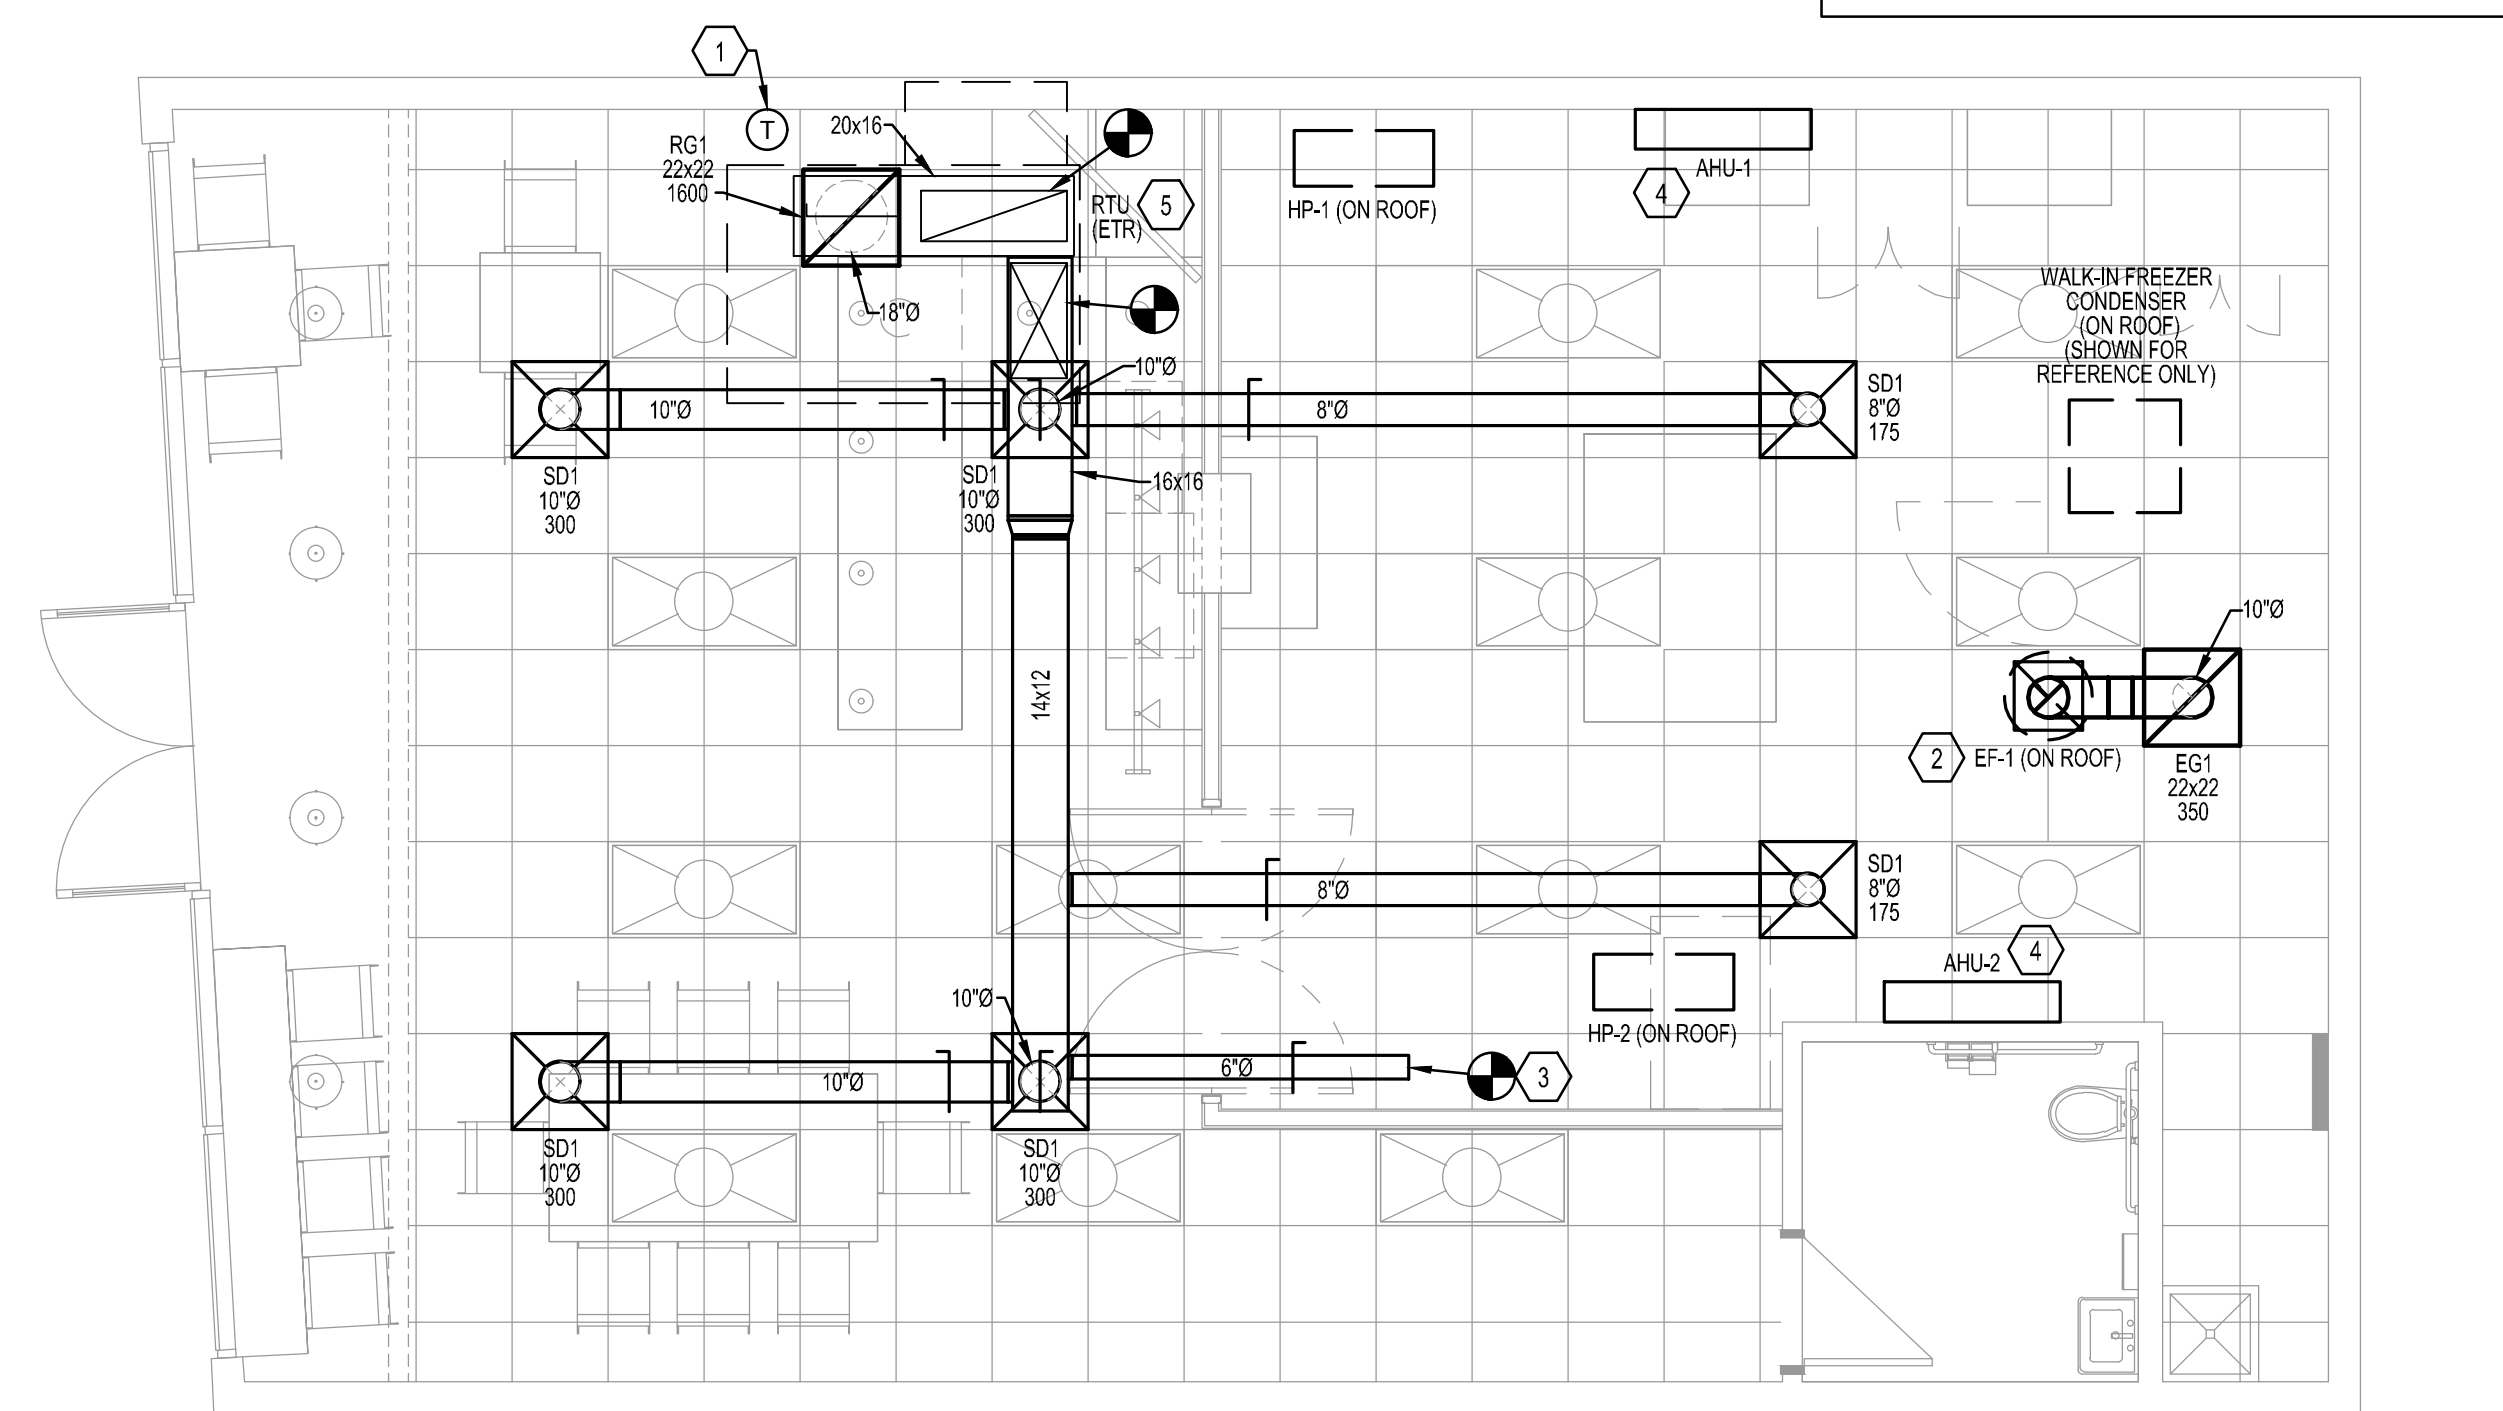 1
T
20x16
RG1
22x22
1600
RTU
(ETR)
5
HP-1 (ON ROOF)
AHU-1
4
18"Ø
WALK-IN FREEZER
CONDENSER
(ON ROOF)
(SHOWN FOR
REFERENCE ONLY)
10"Ø
10"Ø
8"Ø
SD1
8"Ø
175
SD1
10"Ø
300
SD1
10"Ø
300
16x16
14x12
10"Ø
2
EF-1 (ON ROOF)
EG1
22x22
350
8"Ø
SD1
8"Ø
175
AHU-2
4
10"Ø
HP-2 (ON ROOF)
10"Ø
6"Ø
3
SD1
10"Ø
300
SD1
10"Ø
300